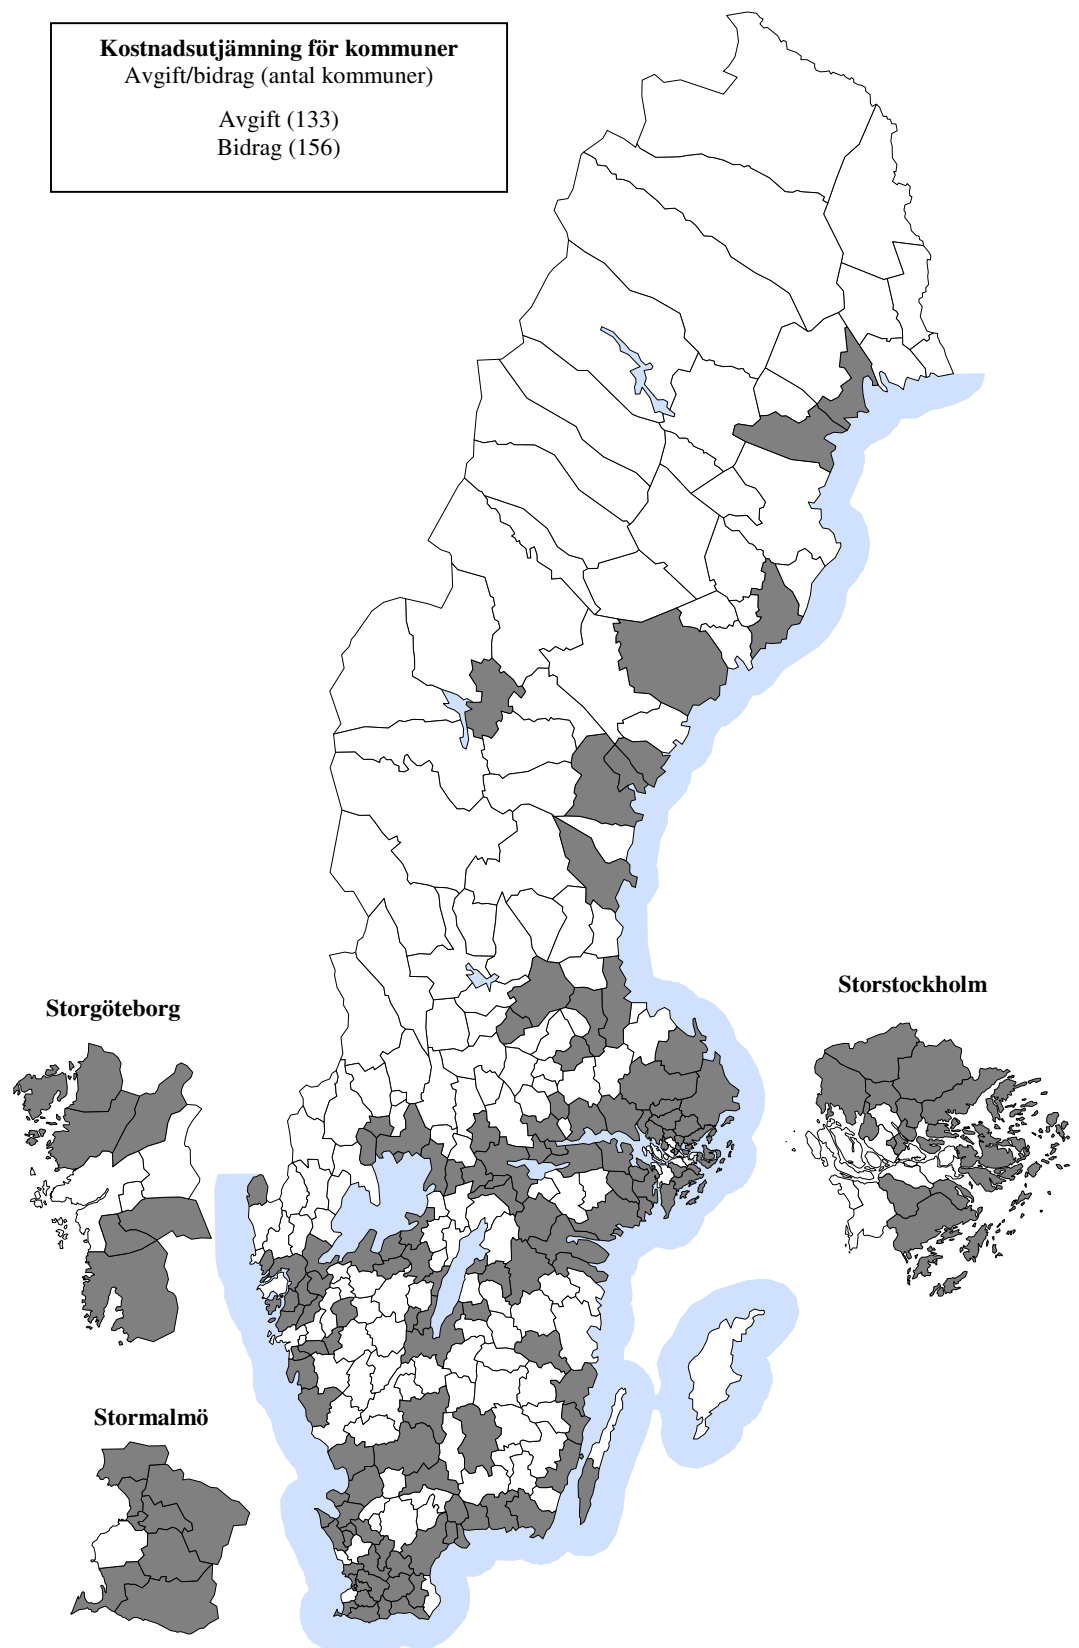 Kostnadsutjämning för kommuner
Avgift/bidrag (antal kommuner)
Avgift (133)
Bidrag (156)
Storstockholm
Storgöteborg
Stormalmö